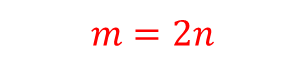 m = 2n